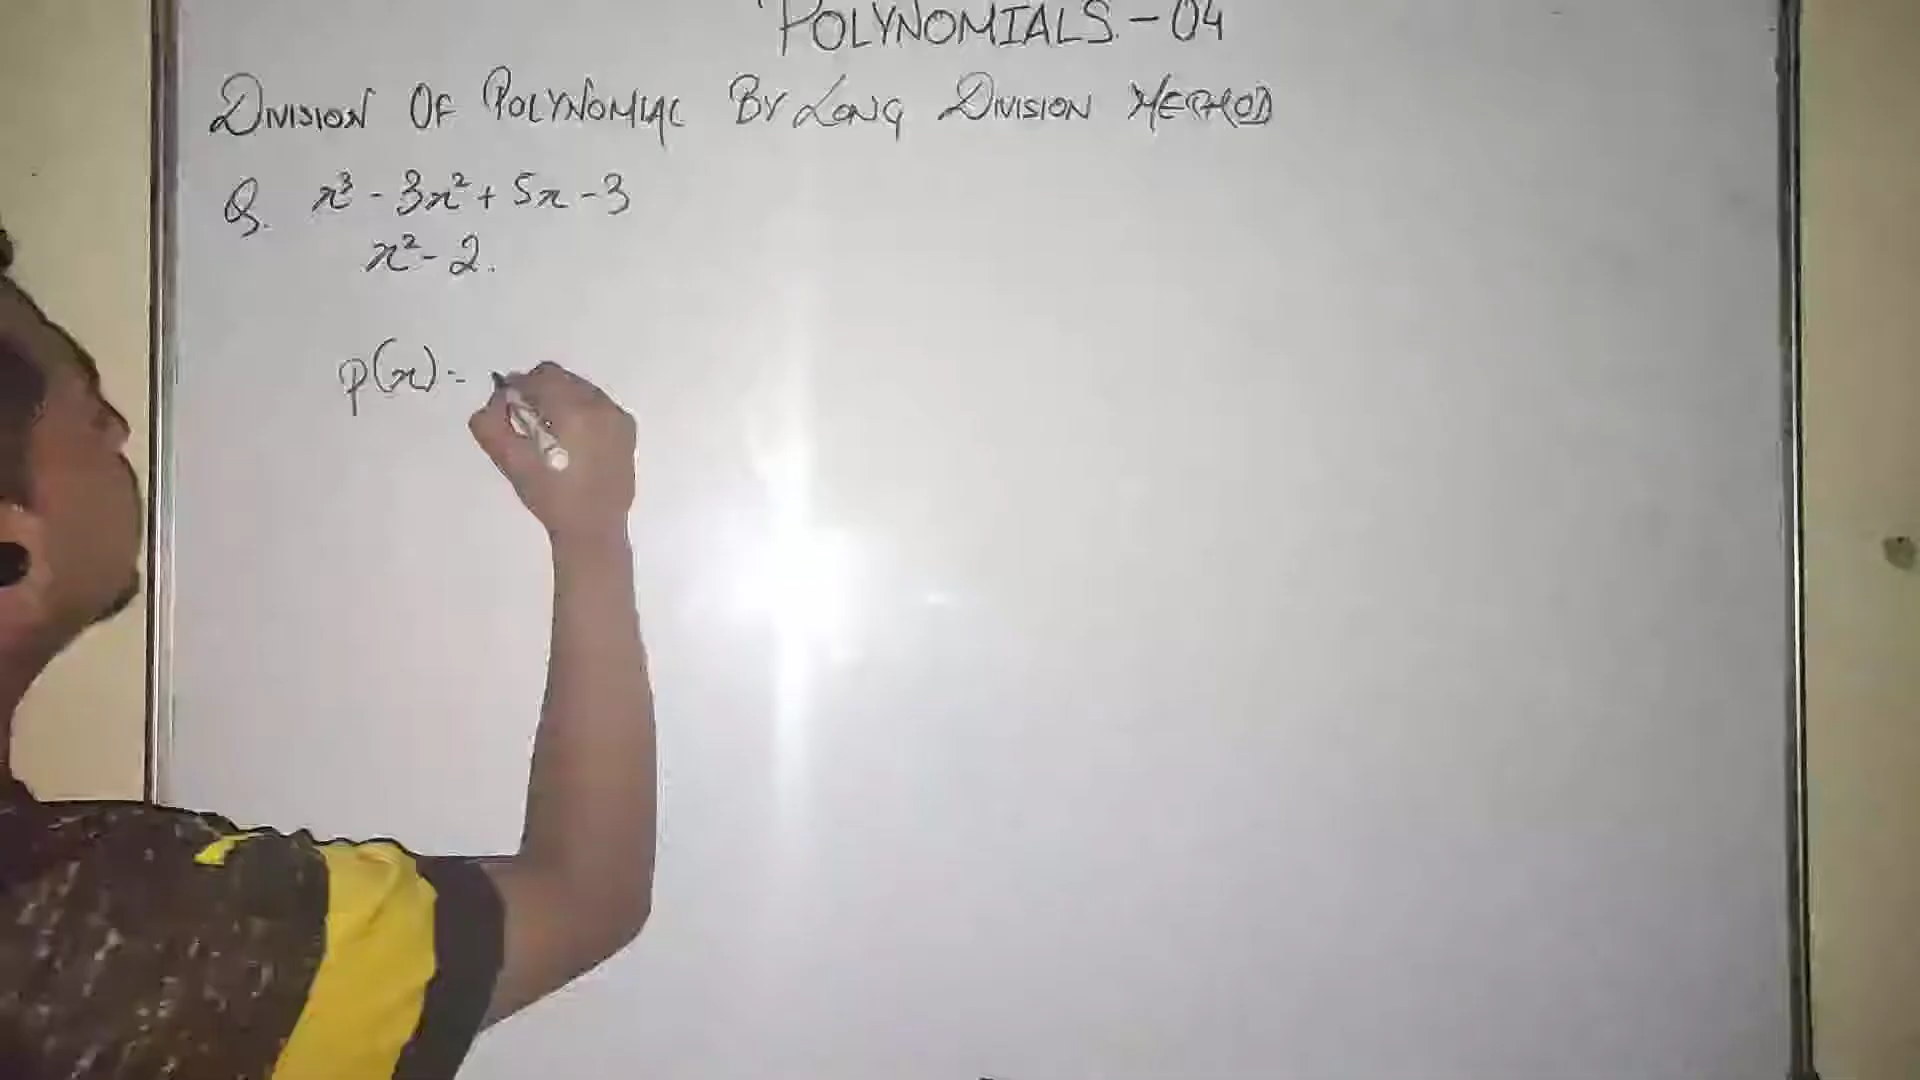 POLYNOMIALS - 04
DIVISION OF POLYNOMIAL BY LONG DIVISION METHOD
Q. x³ - 3x² + 5x - 3
x² - 2.
p(x) =